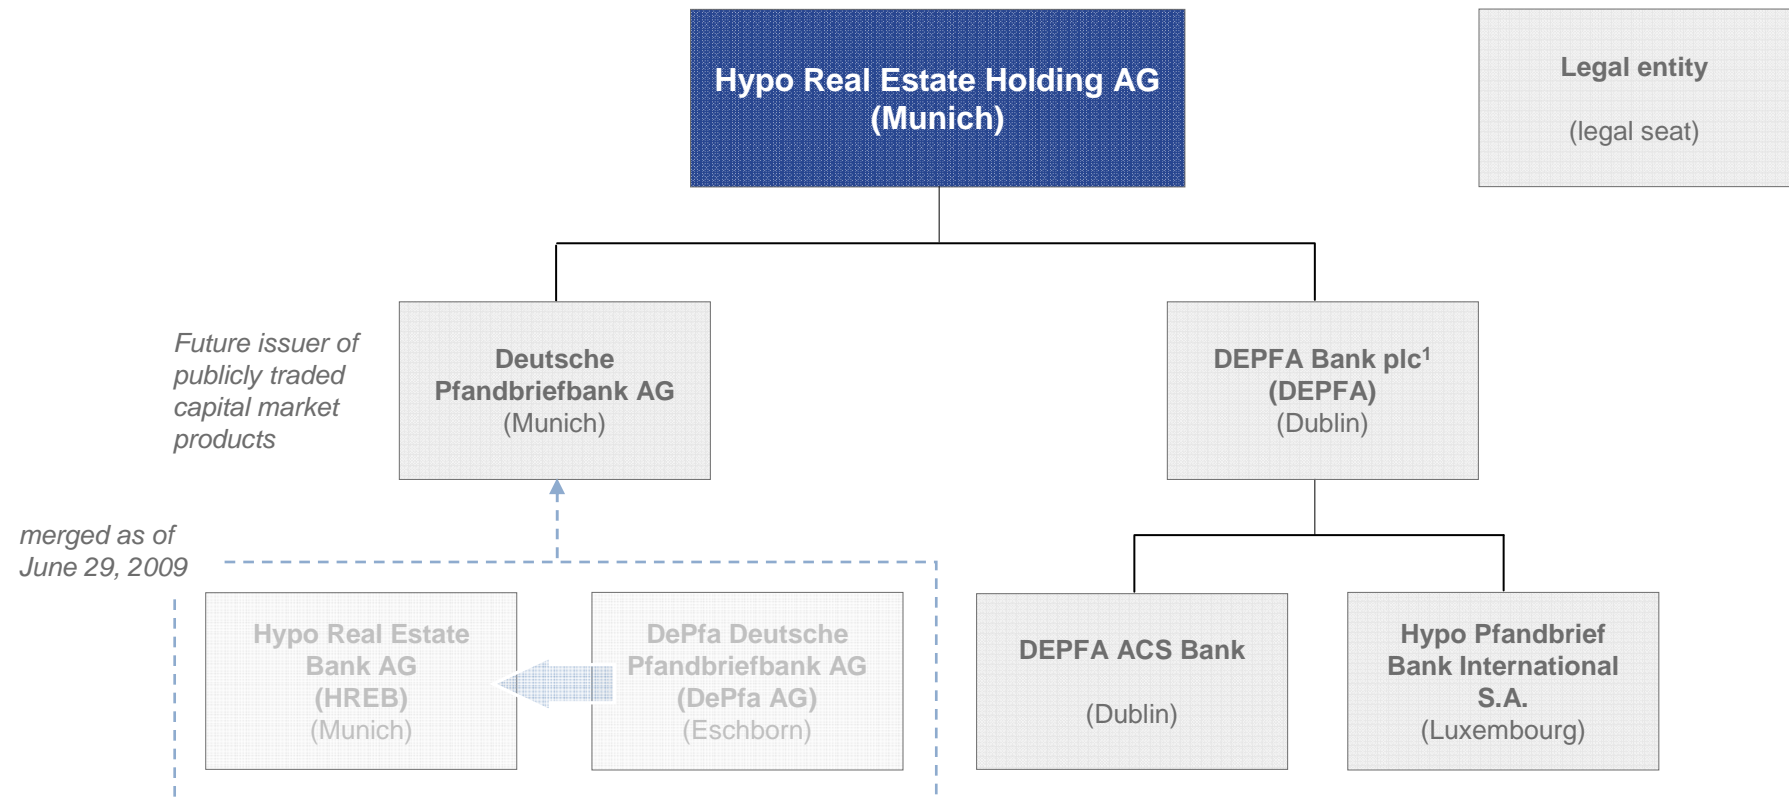 Hypo Real Estate Holding AG
(Munich)
Legal entity
(legal seat)
Future issuer of
publicly traded
capital market
products
Deutsche
Pfandbriefbank AG
(Munich)
DEPFA Bank plc¹
(DEPFA)
(Dublin)
merged as of
June 29, 2009
Hypo Real Estate
Bank AG
(HREB)
(Munich)
DePfa Deutsche
Pfandbriefbank AG
(DePfa AG)
(Eschborn)
DEPFA ACS Bank
(Dublin)
Hypo Pfandbrief
Bank International
S.A.
(Luxembourg)